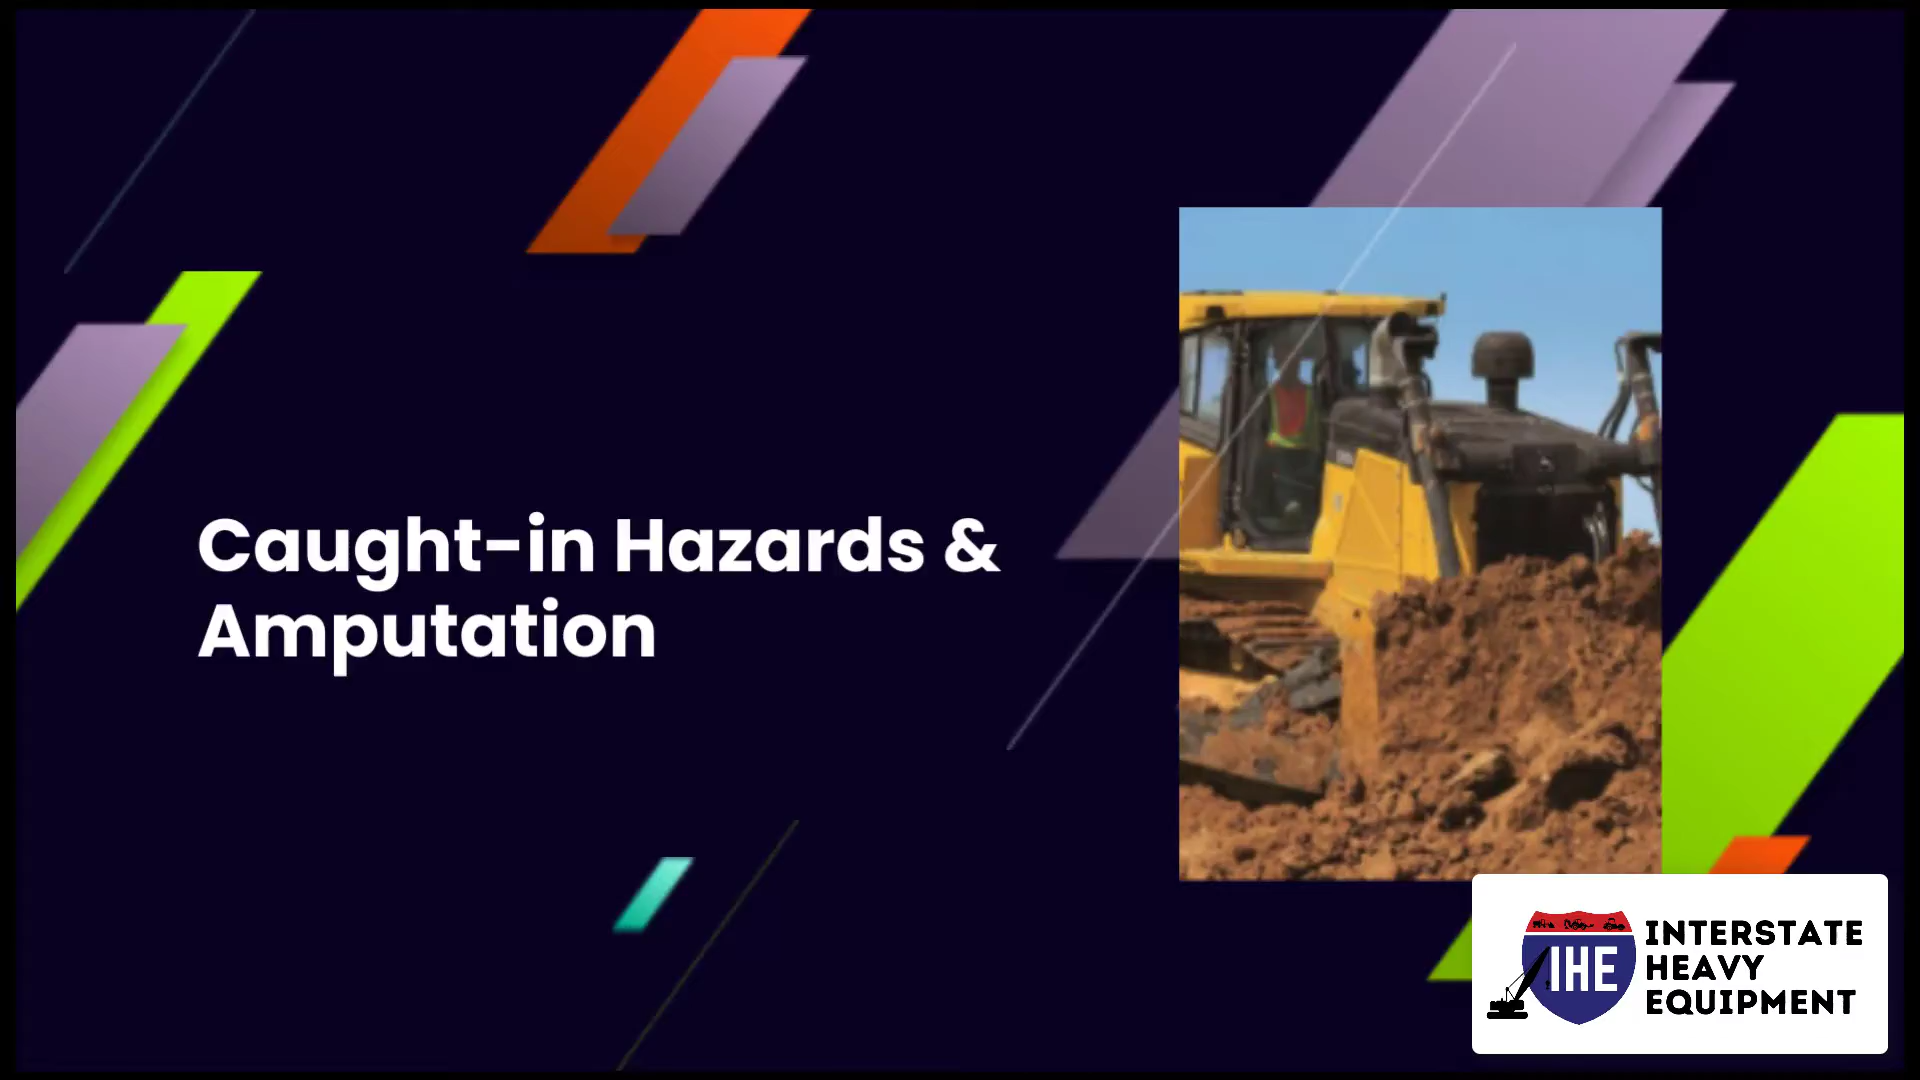 Caught-in Hazards &
Amputation
IHE
INTERSTATE
HEAVY
EQUIPMENT